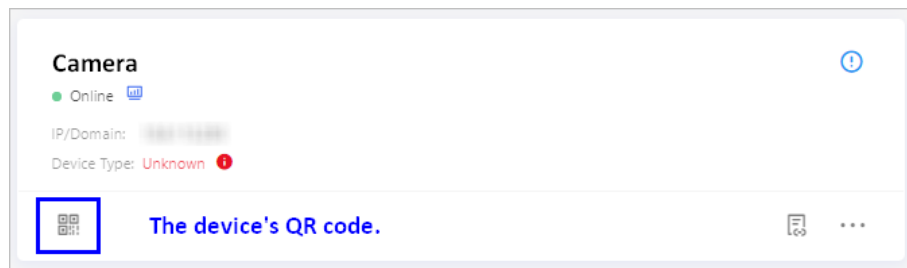 Camera
Online
IP/Domain:
Device Type: Unknown
The device's QR code.